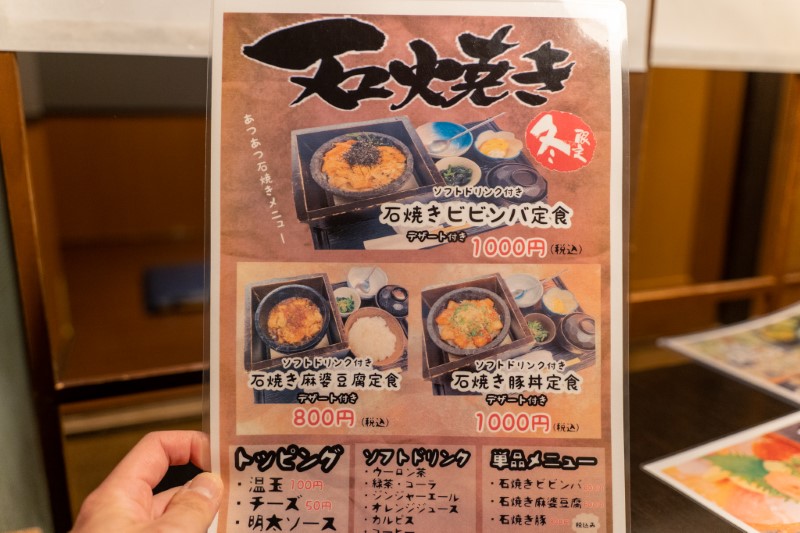 石焼き
冬限定
あつあつ石焼きメニュー
ソフトドリンク付き
石焼きビビンバ定食
デザート付き
1000円(税込)
ソフトドリンク付き
石焼き麻婆豆腐定食
デザート付き
800円(税込)
ソフトドリンク付き
石焼き豚丼定食
デザート付き
1000円(税込)
トッピング
・温玉 100円
・チーズ 50円
・明太ソース
ソフトドリンク
・ウーロン茶
・緑茶・コーラ
・ジンジャーエール
・オレンジジュース
・カルピス
・コーヒー
単品メニュー
・石焼きビビンバ
・石焼き麻婆豆腐
・石焼き豚
税込み